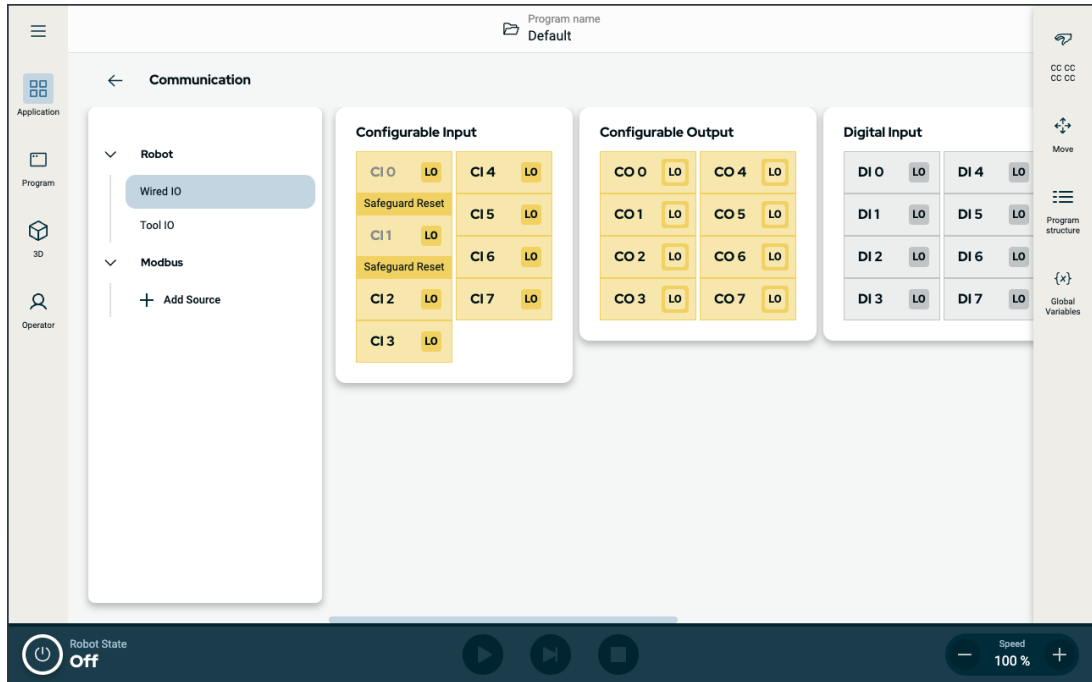 Program name
Default
Application
Program
3D
Operator
Communication
Robot
Wired IO
Tool IO
Modbus
Add Source
Configurable Input
CI 0 LO CI 4 LO
Safeguard Reset
CI 5 LO
CI 1 LO
CI 6 LO
Safeguard Reset
CI 2 LO CI 7 LO
CI 3 LO
Configurable Output
CO 0 LO CO 4 LO
CO 1 LO CO 5 LO
CO 2 LO CO 6 LO
CO 3 LO CO 7 LO
Digital Input
DI 0 LO DI 4 LO
DI 1 LO DI 5 LO
DI 2 LO DI 6 LO
DI 3 LO DI 7 LO
CC CC
CC CC
Move
Program
structure
{x}
Global
Variables
Robot State
Off
Speed
100 %